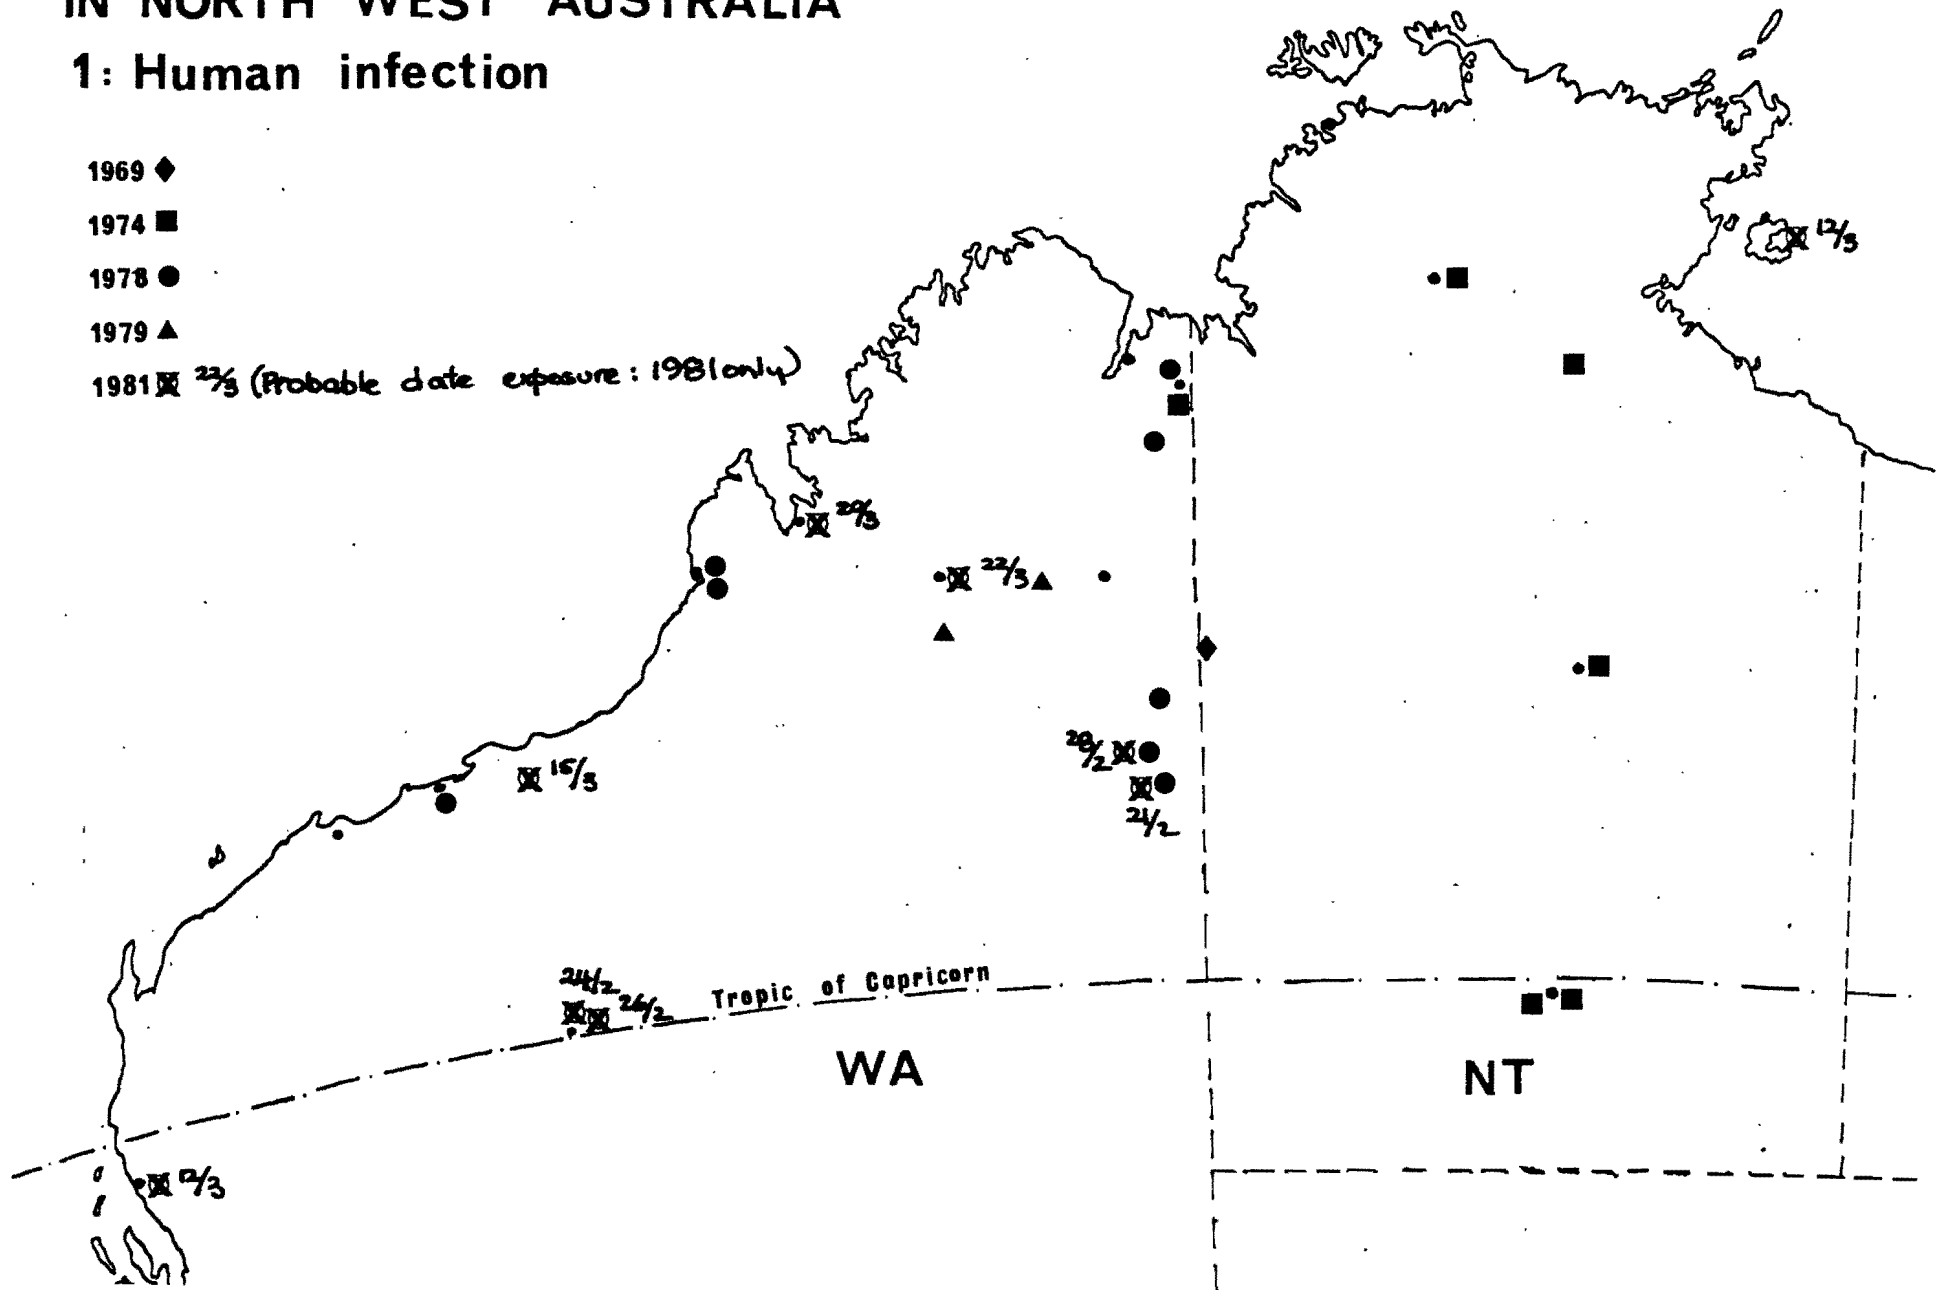 IN NORTH WEST AUSTRALIA
1: Human infection
1969
1974
1978
1979
1981 22/3 (Probable date exposure: 1981 only)
12/3
20/3
22/3
28/2
21/2
15/3
24/2
26/2
Tropic of Capricorn
WA
NT
12/3